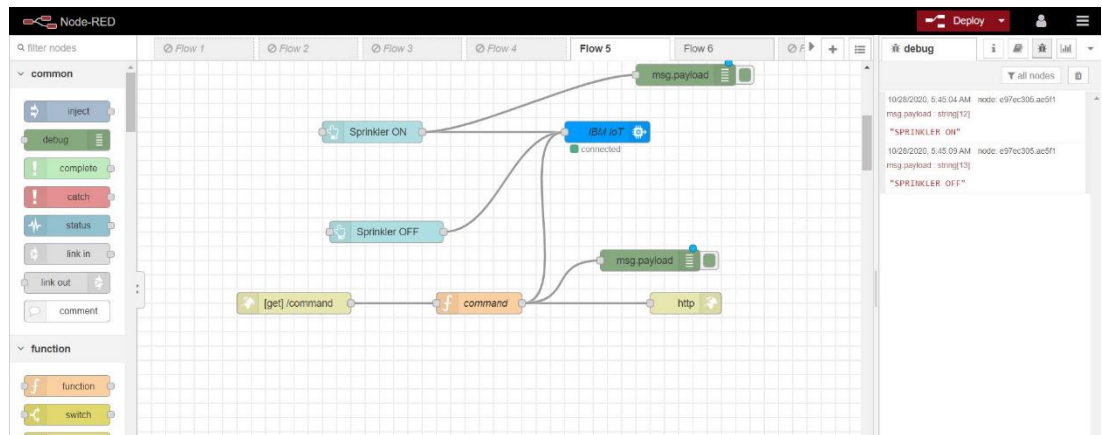 Node-RED
Deploy
filter nodes
Flow 1
Flow 2
Flow 3
Flow 4
Flow 5
Flow 6
debug
i
all nodes
common
inject
debug
complete
catch
status
link in
link out
comment
function
function
switch
msg.payload
Sprinkler ON
IBM IoT
connected
Sprinkler OFF
msg.payload
[get] /command
f
command
http
10/28/2020, 5:45:04 AM node: e97ec305.ae5f1
msg.payload : string[12]
"SPRINKLER ON"
10/28/2020, 5:45:09 AM node: e97ec305.ae5f1
msg.payload : string[13]
"SPRINKLER OFF"